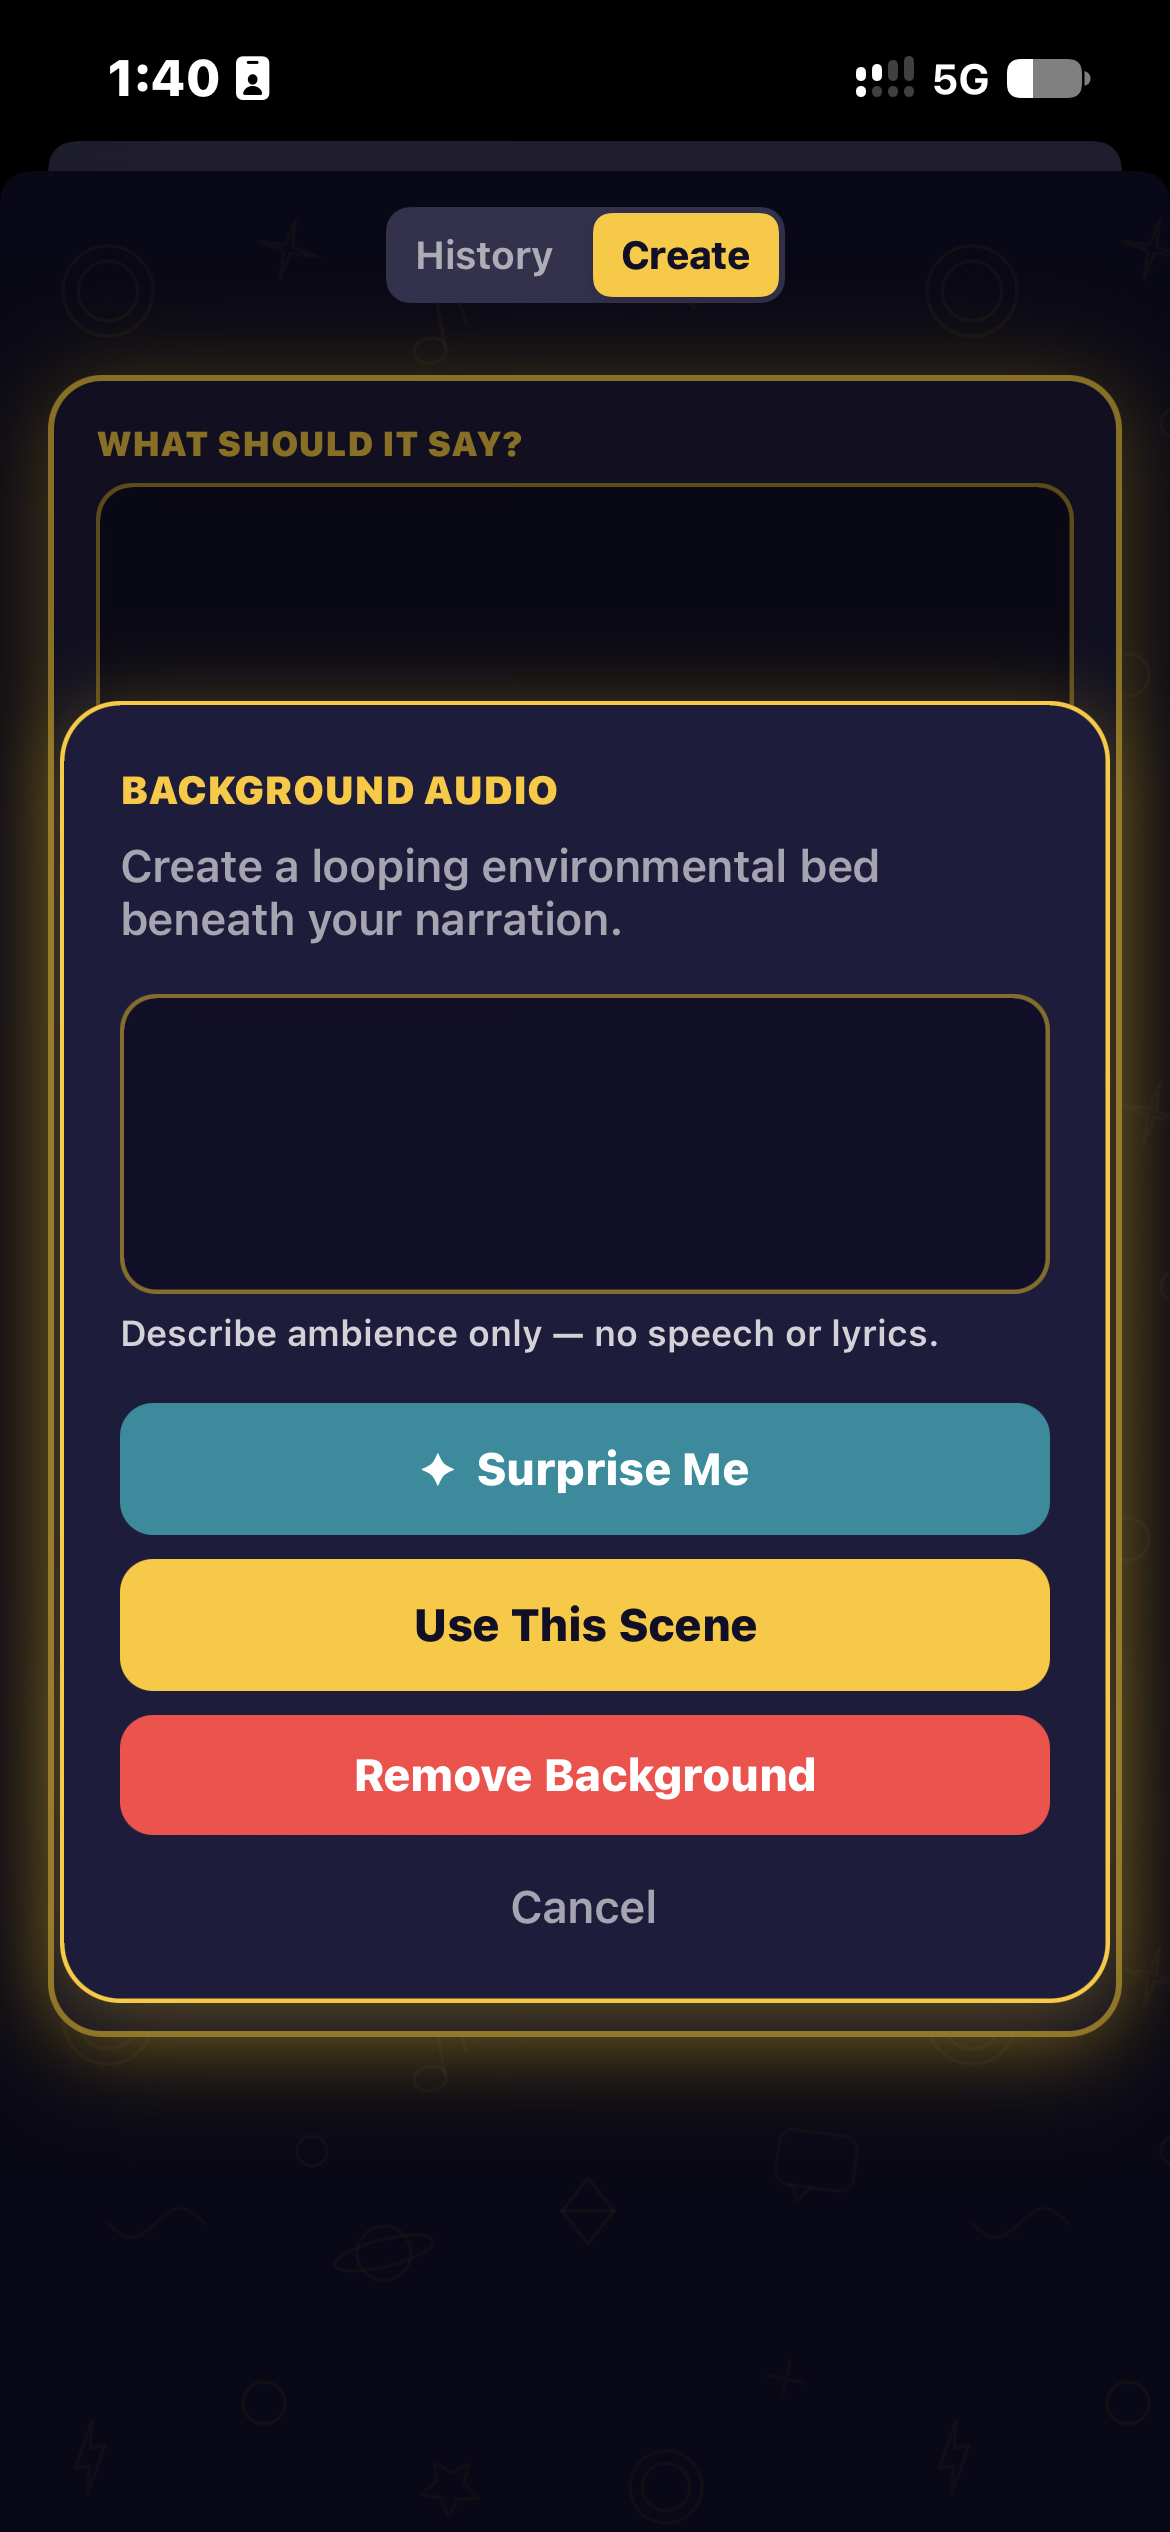 1:40
5G
History
Create
WHAT SHOULD IT SAY?
BACKGROUND AUDIO
Create a looping environmental bed
beneath your narration.
Describe ambience only — no speech or lyrics.
Surprise Me
Use This Scene
Remove Background
Cancel